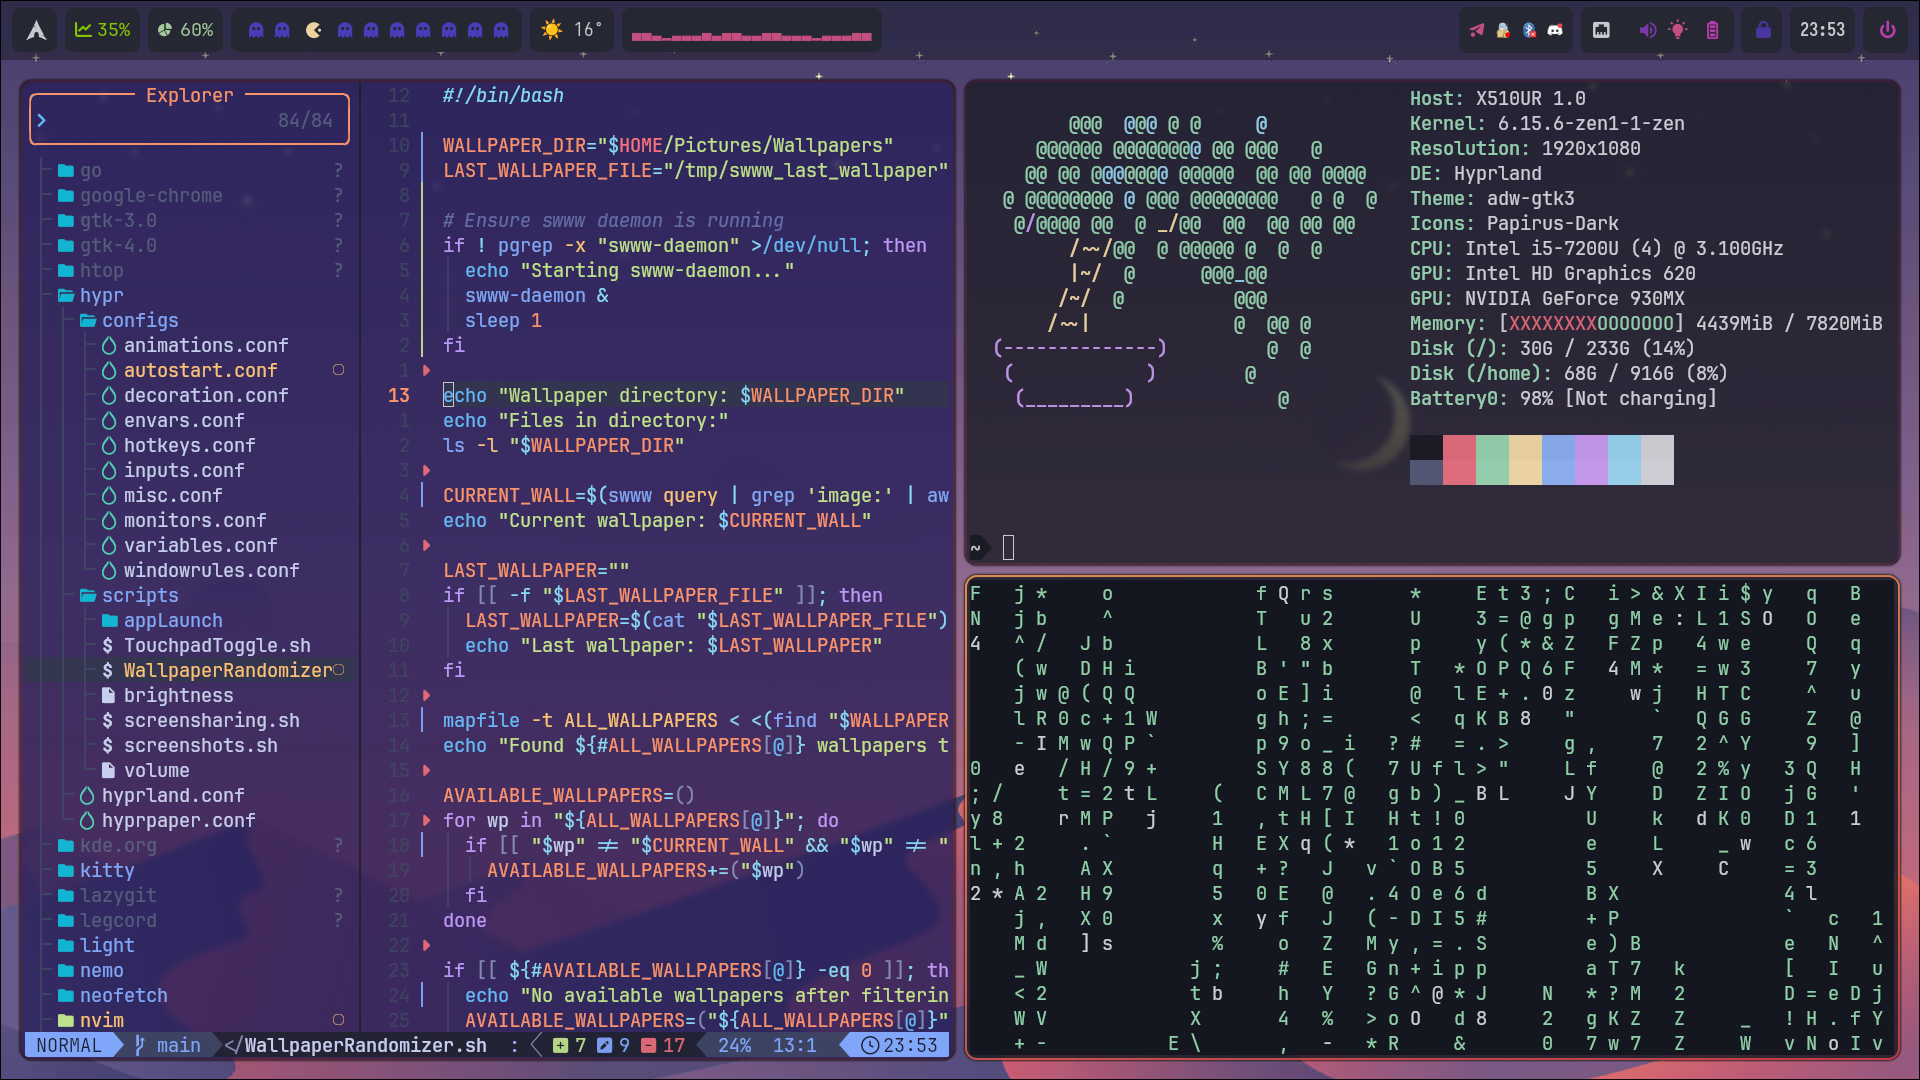 35% 60% 16° 23:53
Explorer
84/84
go ?
google-chrome ?
gtk-3.0 ?
gtk-4.0 ?
htop ?
hypr
configs
animations.conf
autostart.conf
decoration.conf
envars.conf
hotkeys.conf
inputs.conf
misc.conf
monitors.conf
variables.conf
windowrules.conf
scripts
appLaunch
$ TouchpadToggle.sh
$ WallpaperRandomizer
brightness
$ screensharing.sh
$ screenshots.sh
volume
hyprland.conf
hyprpaper.conf
kde.org ?
kitty
lazygit ?
legcord ?
light
nemo
neofetch
nvim
12 #!/bin/bash
11
10 WALLPAPER_DIR="$HOME/Pictures/Wallpapers"
9 LAST_WALLPAPER_FILE="/tmp/swww_last_wallpaper"
8
7 # Ensure swww daemon is running
6 if ! pgrep -x "swww-daemon" >/dev/null; then
5 echo "Starting swww-daemon..."
4 swww-daemon &
3 sleep 1
2 fi
1
13 echo "Wallpaper directory: $WALLPAPER_DIR"
1 echo "Files in directory:"
2 ls -l "$WALLPAPER_DIR"
3
4 CURRENT_WALL=$(swww query | grep 'image:' | aw
5 echo "Current wallpaper: $CURRENT_WALL"
6
7 LAST_WALLPAPER=""
8 if [[ -f "$LAST_WALLPAPER_FILE" ]]; then
9 LAST_WALLPAPER=$(cat "$LAST_WALLPAPER_FILE")
10 echo "Last wallpaper: $LAST_WALLPAPER"
11 fi
12
13 mapfile -t ALL_WALLPAPERS < <(find "$WALLPAPER
14 echo "Found ${#ALL_WALLPAPERS[@]} wallpapers t
15
16 AVAILABLE_WALLPAPERS=()
17 for wp in "${ALL_WALLPAPERS[@]}"; do
18 if [[ "$wp" != "$CURRENT_WALL" && "$wp" != "
19 AVAILABLE_WALLPAPERS+=("$wp")
20 fi
21 done
22
23 if [[ ${#AVAILABLE_WALLPAPERS[@]} -eq 0 ]]; th
24 echo "No available wallpapers after filterin
25 AVAILABLE_WALLPAPERS=("${ALL_WALLPAPERS[@]}"
NORMAL main </WallpaperRandomizer.sh : 7 9 17 24% 13:1 23:53
Host: X510UR 1.0
Kernel: 6.15.6-zen1-1-zen
Resolution: 1920x1080
DE: Hyprland
Theme: adw-gtk3
Icons: Papirus-Dark
CPU: Intel i5-7200U (4) @ 3.100GHz
GPU: Intel HD Graphics 620
GPU: NVIDIA GeForce 930MX
Memory: [XXXXXXXXOOOOOOO] 4439MiB / 7820MiB
Disk (/): 30G / 233G (14%)
Disk (/home): 68G / 916G (8%)
Battery0: 98% [Not charging]
~